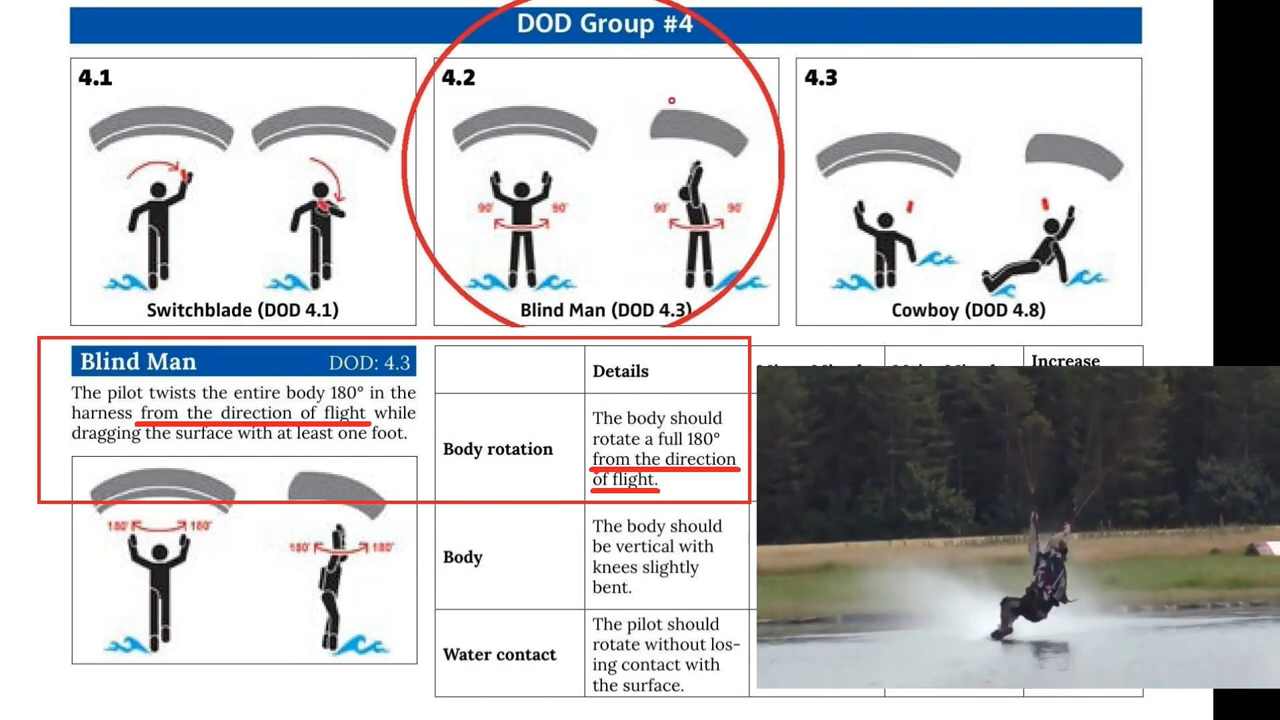 DOD Group #4
4.1
4.2
4.3
90°
90°
90°
90°
Switchblade (DOD 4.1)
Blind Man (DOD 4.3)
Cowboy (DOD 4.8)
Blind Man
DOD: 4.3
The pilot twists the entire body 180° in the
harness from the direction of flight while
dragging the surface with at least one foot.
180°
180°
180°
180°
Details
Increase
Body rotation
The body should
rotate a full 180°
from the direction
of flight.
Body
The body should
be vertical with
knees slightly
bent.
Water contact
The pilot should
rotate without los-
ing contact with
the surface.